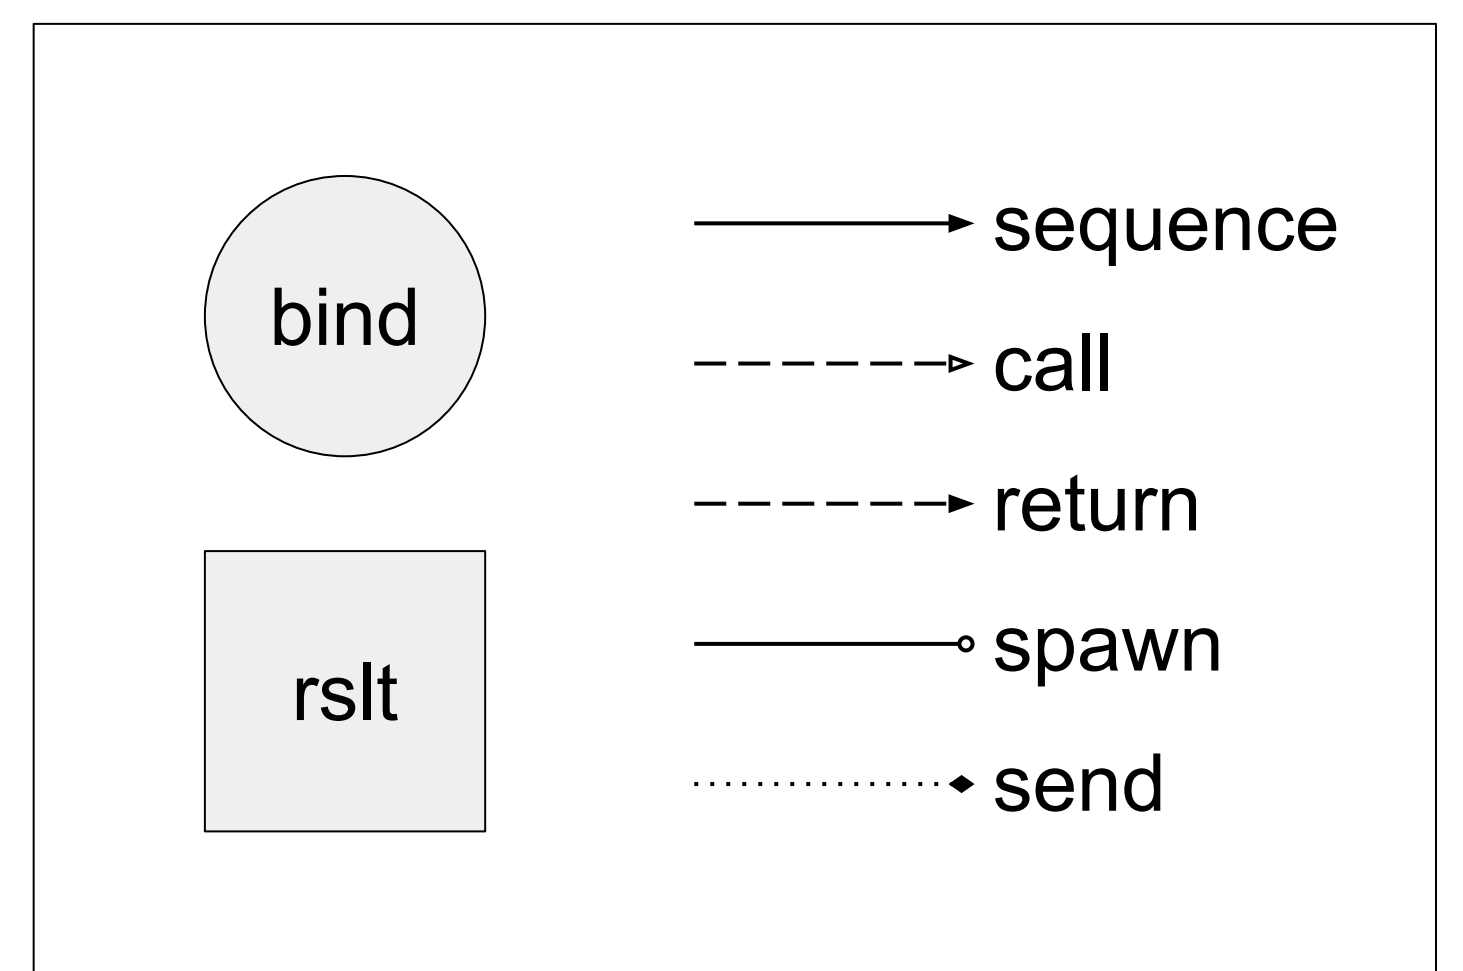 bind
rslt
sequence
call
return
spawn
send